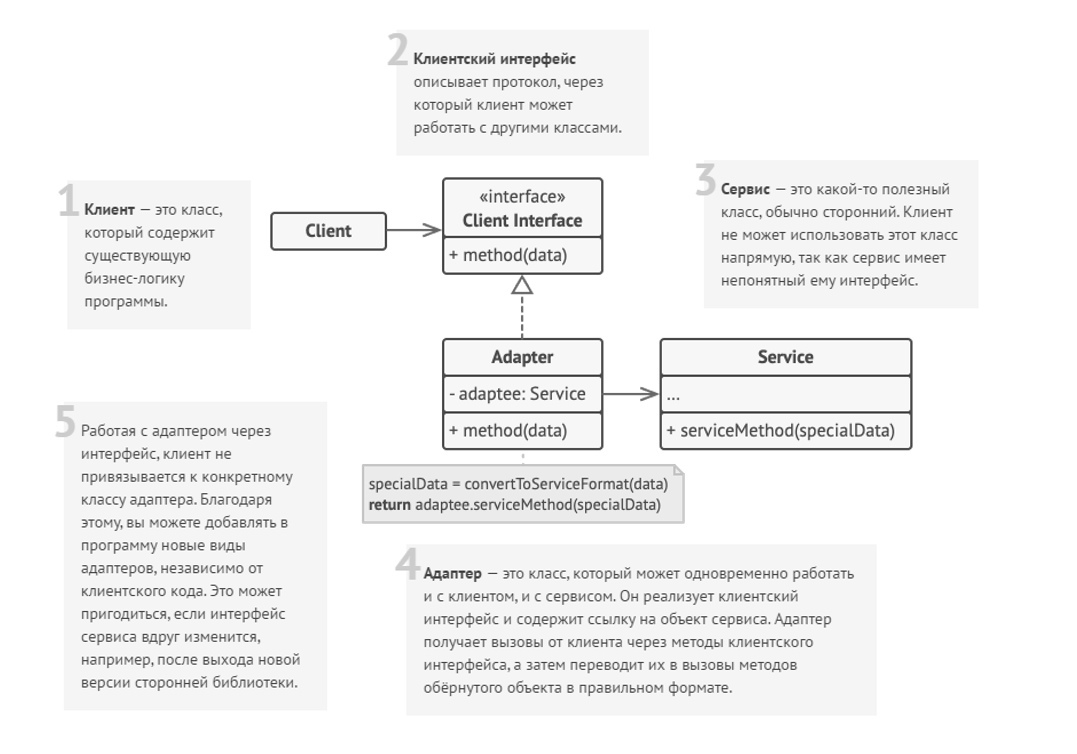 2
Клиентский интерфейс
описывает протокол, через
который клиент может
работать с другими классами.
1
Клиент — это класс,
который содержит
существующую
бизнес-логику
программы.
Client
«interface»
Client Interface
+ method(data)
3
Сервис — это какой-то полезный
класс, обычно сторонний. Клиент
не может использовать этот класс
напрямую, так как сервис имеет
непонятный ему интерфейс.
Adapter
- adaptee: Service
+ method(data)
Service
...
+ serviceMethod(specialData)
specialData = convertToServiceFormat(data)
return adaptee.serviceMethod(specialData)
5
Работая с адаптером через
интерфейс, клиент не
привязывается к конкретному
классу адаптера. Благодаря
этому, вы можете добавлять в
программу новые виды
адаптеров, независимо от
клиентского кода. Это может
пригодиться, если интерфейс
сервиса вдруг изменится,
например, после выхода новой
версии сторонней библиотеки.
4
Адаптер — это класс, который может одновременно работать
и с клиентом, и с сервисом. Он реализует клиентский
интерфейс и содержит ссылку на объект сервиса. Адаптер
получает вызовы от клиента через методы клиентского
интерфейса, а затем переводит их в вызовы методов
обёрнутого объекта в правильном формате.